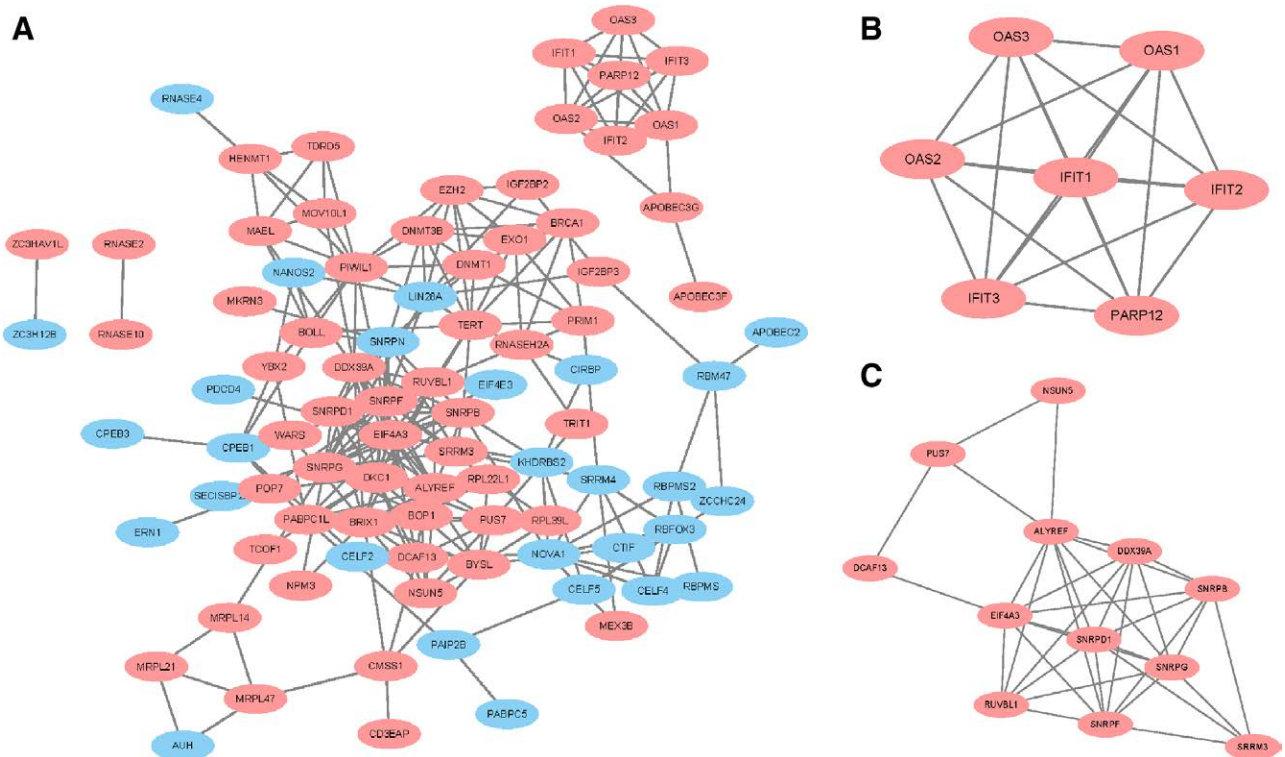 A
OAS3
IFIT1
IFIT3
PARP12
OAS2
OAS1
IFIT2
RNASE4
HENMT1
TDRD5
MOV10L1
MAEL
EZH2
IGF2BP2
DNMT3B
EXO1
BRCA1
APOBEC3G
ZC3HAV1L
RNASE2
NANOS2
PIWIL1
DNMT1
IGF2BP3
APOBEC3F
LIN28A
MKRN3
BOLL
TERT
PRIM1
ZC3H12B
RNASE10
SNRPN
RNASEH2A
APOBEC2
YBX2
DDX39A
RUVBL1
CIRBP
RBM47
PDCD4
EIF4E3
SNRPD1
SNRPF
SNRPB
TRIT1
CPEB3
CPEB1
WARS
EIF4A3
SRRM3
KHDRBS2
SNRPG
DKC1
ALYREF
RPL22L1
SRRM4
RBPMS2
SECISBP2
POP7
ZCCHC24
ERN1
PABPC1L
BRIX1
BOP1
PUS7
RPL39L
RBFOX3
TCOF1
CELF2
DCAF13
BYSL
NOVA1
CTIF
NPM3
NSUN5
CELF5
CELF4
RBPMS
MRPL14
MEX3B
PAIP2B
MRPL21
CMSS1
MRPL47
PABPC5
AUH
CD3EAP
B
OAS3
OAS1
OAS2
IFIT1
IFIT2
IFIT3
PARP12
C
NSUN5
PUS7
ALYREF
DDX39A
DCAF13
SNRPB
EIF4A3
SNRPD1
SNRPG
RUVBL1
SNRPF
SRRM3